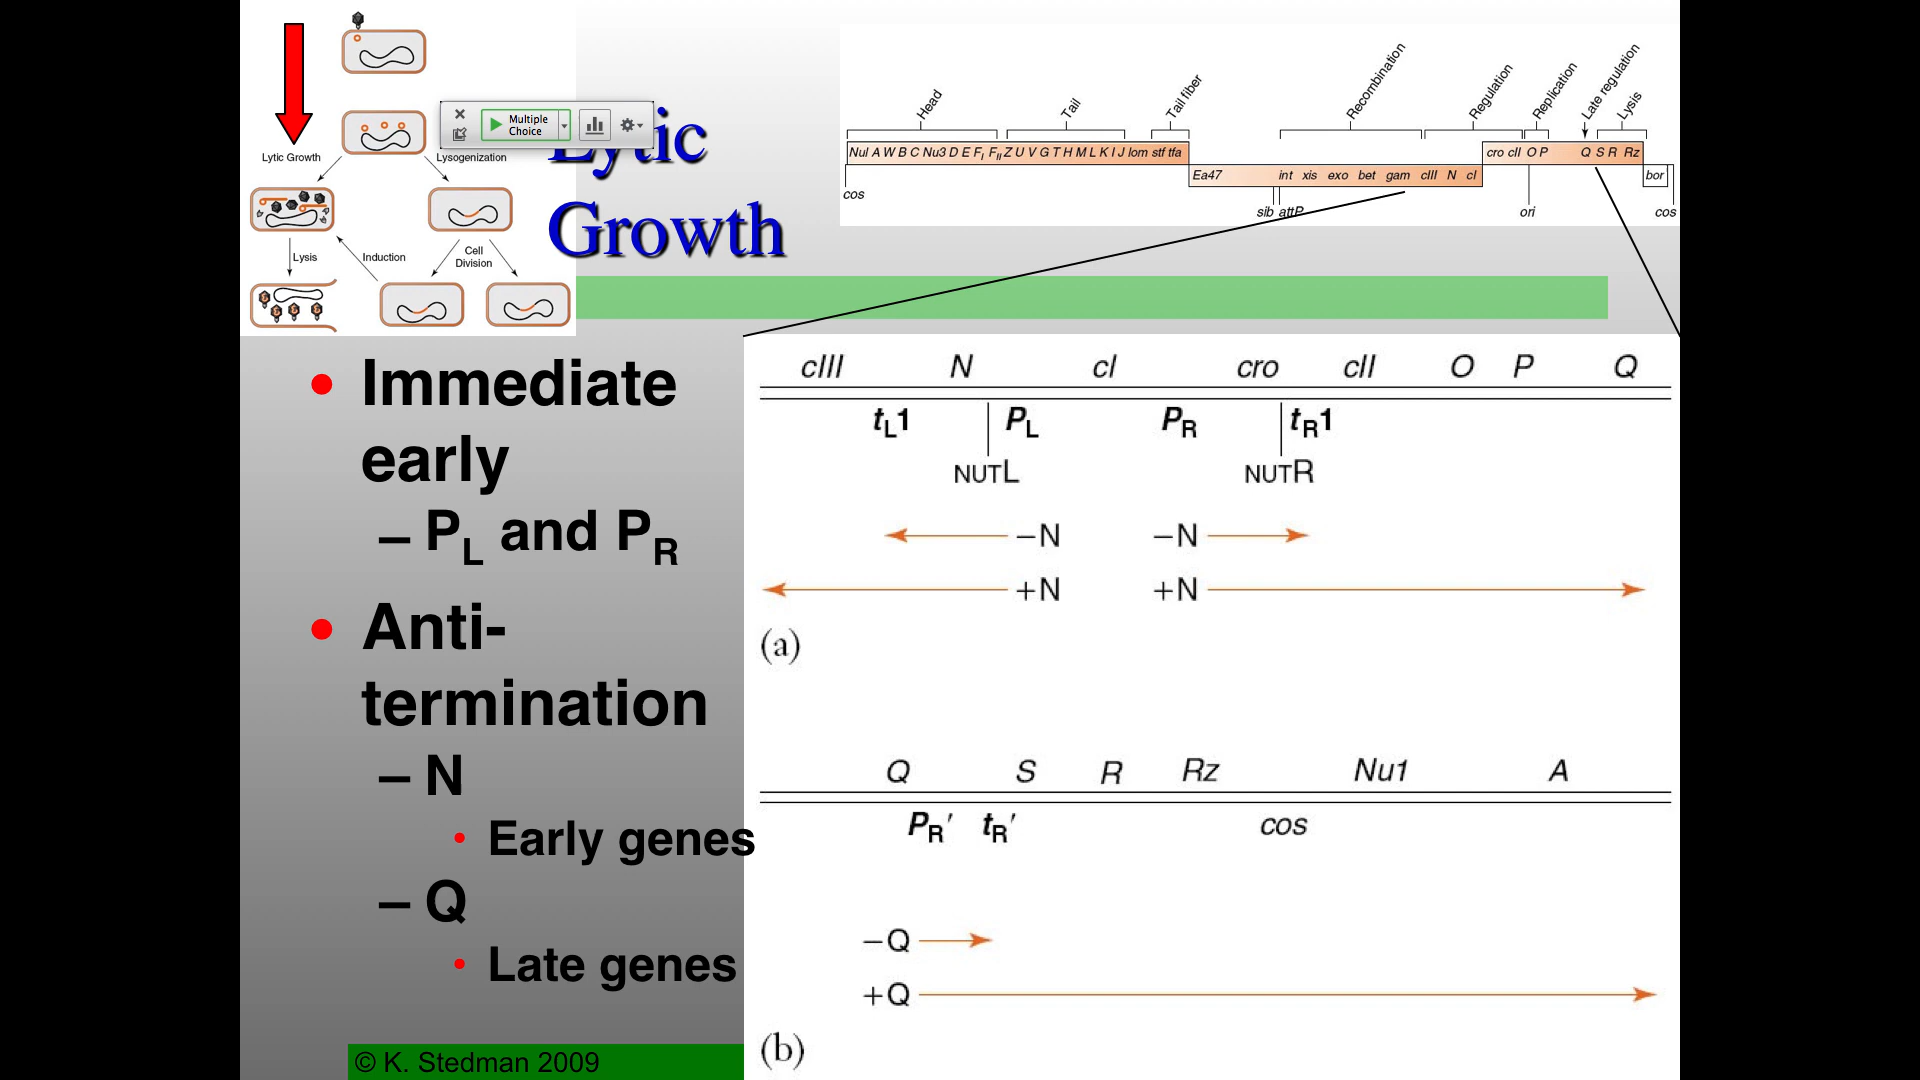 Lytic Growth
Lysogenization
Lysis
Induction
Cell
Division
Multiple
Choice
Lytic
Growth
Head
Tail
Tail fiber
Recombination
Regulation
Replication
Late regulation
Lysis
NuI A W B C Nu3 D E FI FII Z U V G T H M L K I J lom stf tfa
cro cII O P Q S R Rz
Ea47 int xis exo bet gam cIII N cI
bor
cos
sib attP
ori
cos
• Immediate
early
– PL and PR
• Anti-
termination
– N
• Early genes
– Q
• Late genes
© K. Stedman 2009
cIII N cI cro cII O P Q
tL1 PL PR tR1
NUTL NUTR
–N –N
+N +N
(a)
Q S R Rz Nu1 A
PR′ tR′ cos
–Q
+Q
(b)